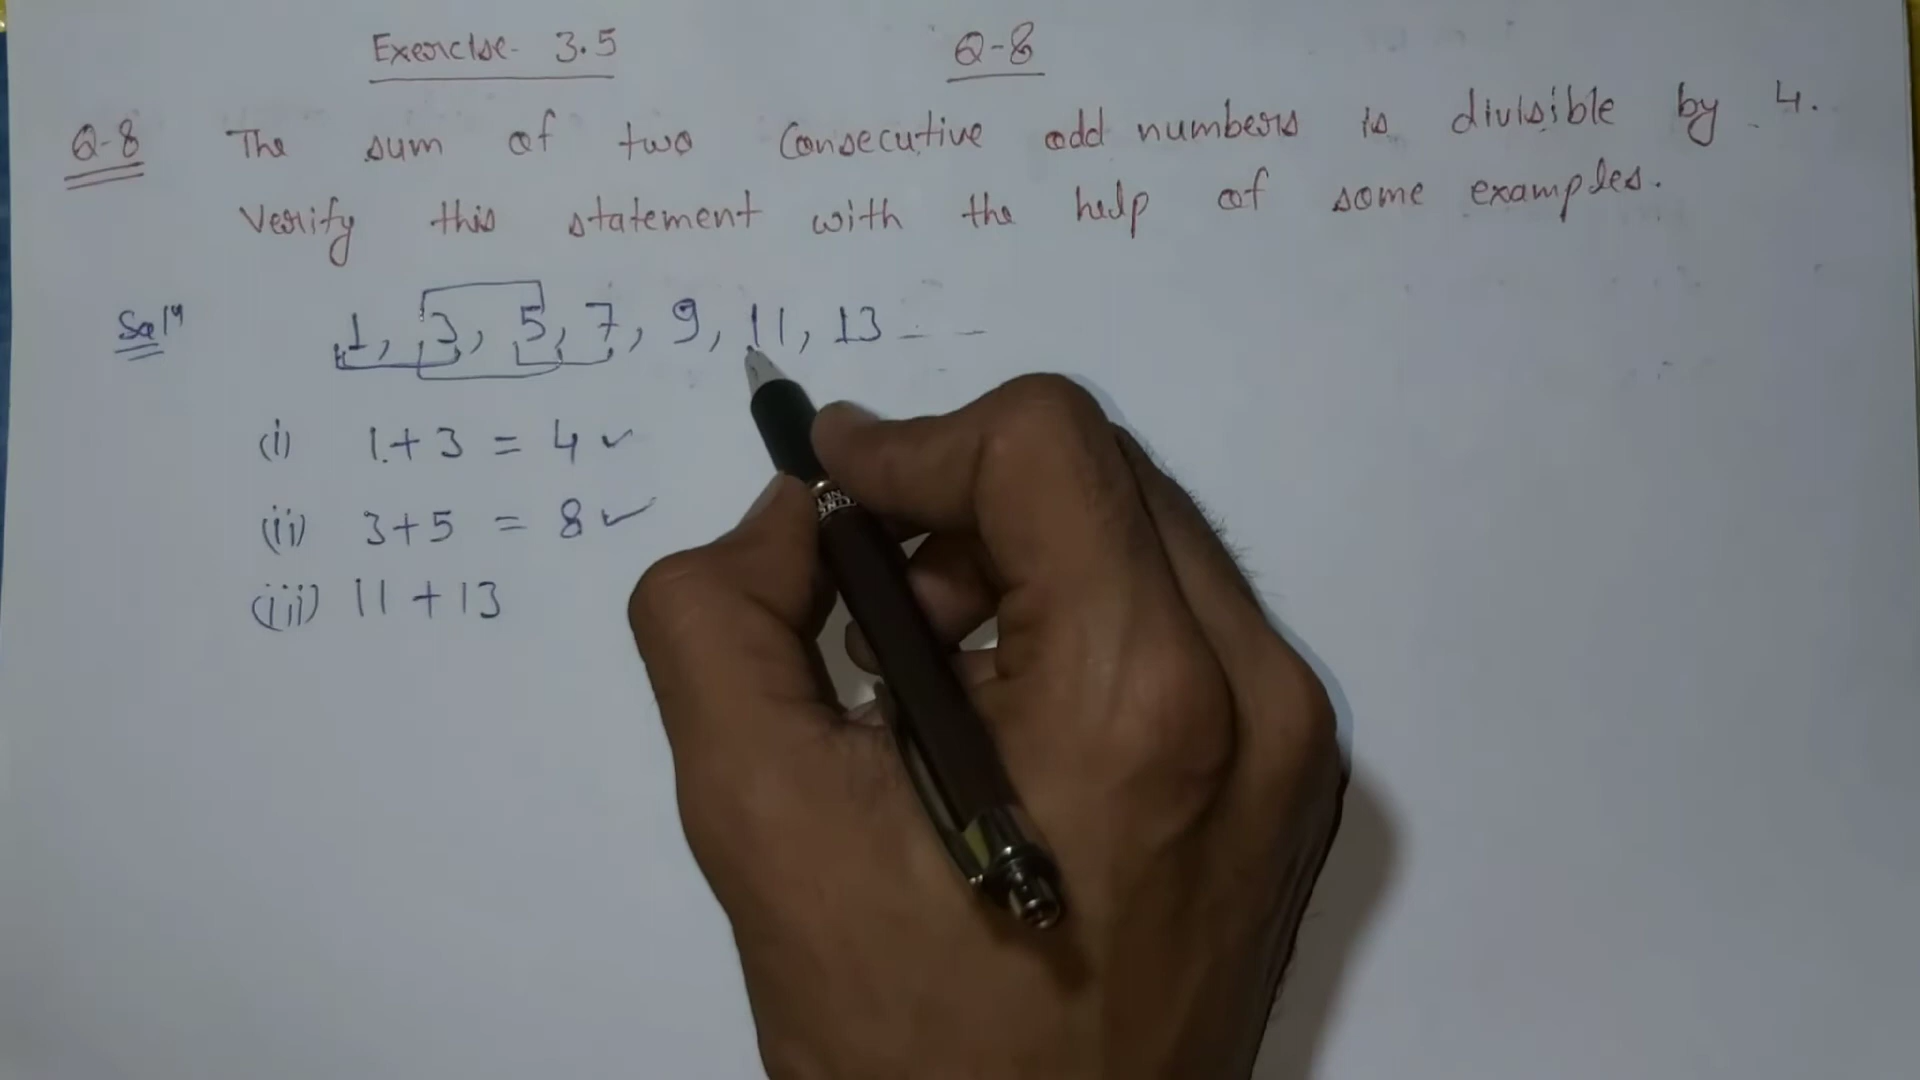 Exercise 3.5 Q-8
Q-8 The sum of two consecutive odd numbers is divisible by 4.
Verify this statement with the help of some examples.
Solⁿ 1, 3, 5, 7, 9, 11, 13 - -
(i) 1 + 3 = 4 ✓
(ii) 3 + 5 = 8 ✓
(iii) 11 + 13